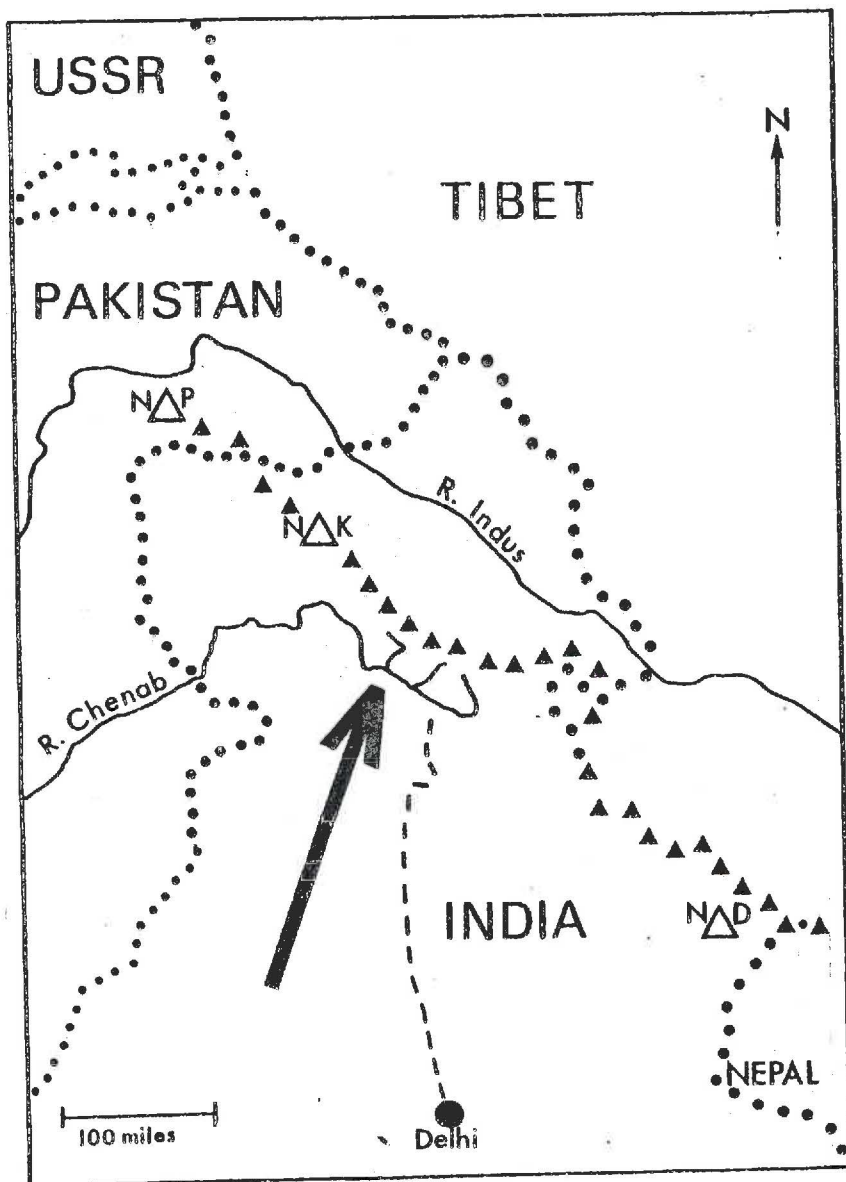 USSR
N
TIBET
PAKISTAN
N P
N K
R. Indus
R. Chenab
INDIA
N D
NEPAL
100 miles
Delhi